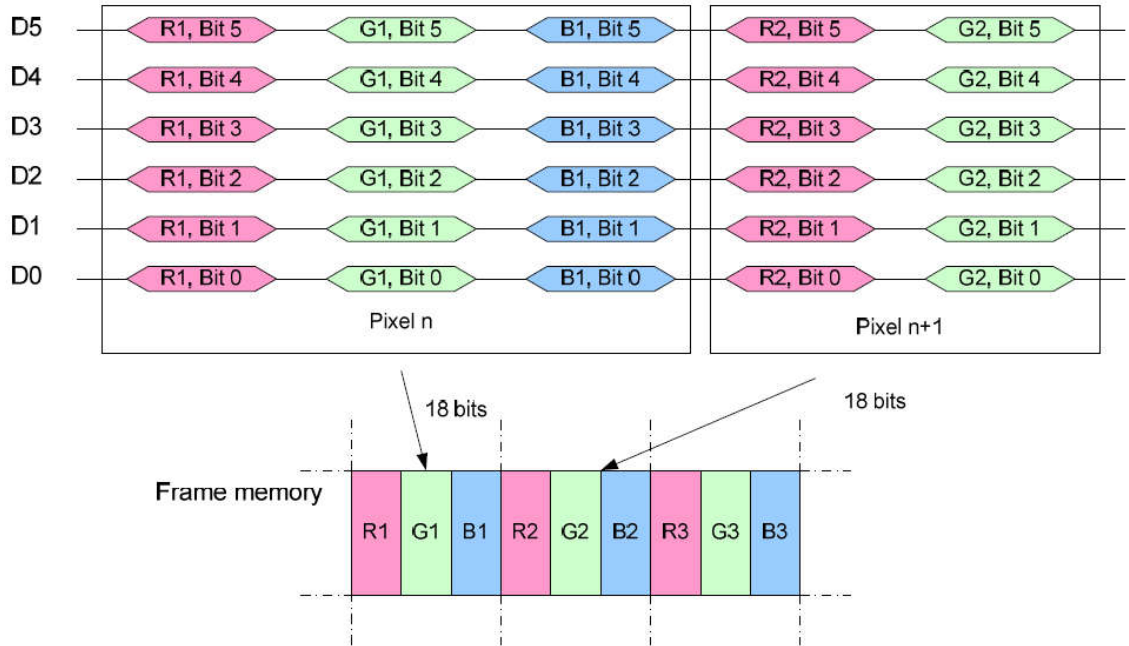 D5 R1, Bit 5 G1, Bit 5 B1, Bit 5 R2, Bit 5 G2, Bit 5
D4 R1, Bit 4 G1, Bit 4 B1, Bit 4 R2, Bit 4 G2, Bit 4
D3 R1, Bit 3 G1, Bit 3 B1, Bit 3 R2, Bit 3 G2, Bit 3
D2 R1, Bit 2 G1, Bit 2 B1, Bit 2 R2, Bit 2 G2, Bit 2
D1 R1, Bit 1 G1, Bit 1 B1, Bit 1 R2, Bit 1 G2, Bit 1
D0 R1, Bit 0 G1, Bit 0 B1, Bit 0 R2, Bit 0 G2, Bit 0
Pixel n Pixel n+1
18 bits 18 bits
Frame memory
R1 G1 B1 R2 G2 B2 R3 G3 B3